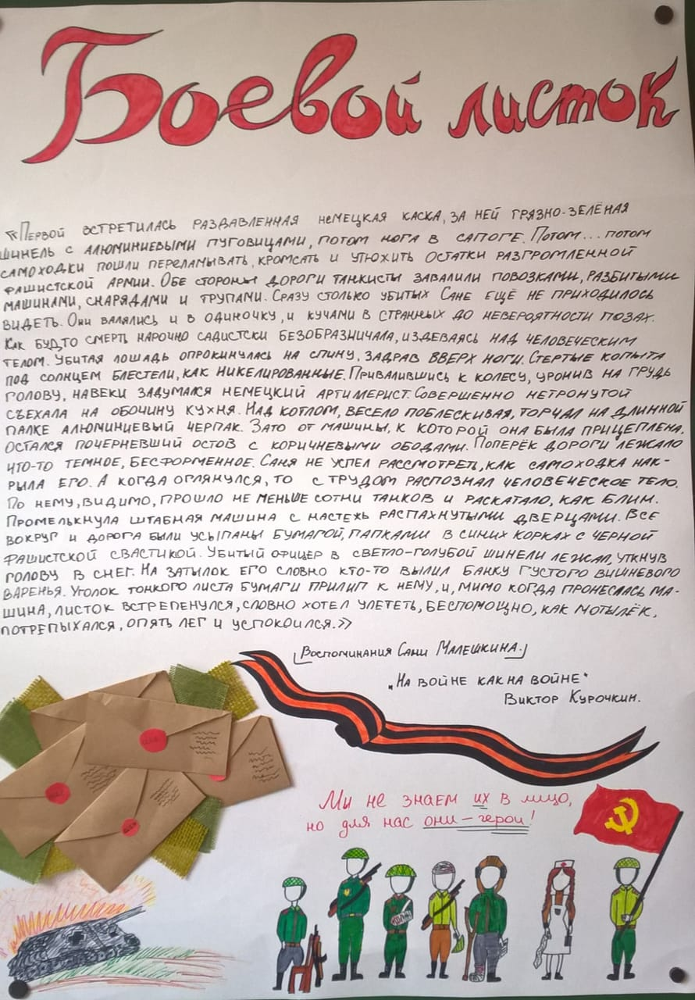 Боевой листок
«Первой встретилась раздавленная немецкая каска, за ней грязно-зелёная
шинель с алюминиевыми пуговицами, потом нога в сапоге. Потом... потом
самоходки пошли переламывать, кромсать и утюжить остатки разгромленной
фашистской армии. Обе стороны дороги танкисты завалили повозками, разбитыми
машинами, снарядами и трупами. Сразу столько убитых Сане ещё не приходилось
видеть. Они валялись и в одиночку, и кучами в странных до невероятности позах.
Как будто смерть нарочно садистски безобразничала, издеваясь над человеческим
телом. Убитая лошадь опрокинулась на спину, задрав вверх ноги. Стертые копыта
под солнцем блестели, как никелированные. Привалившись к колесу, уронив на грудь
голову, навеки задумался немецкий артиллерист. Совершенно нетронутой
съехала на обочину кухня. Над котлом, весело поблескивая, торчал на длинной
палке алюминиевый черпак. Зато от машины, к которой она была прицеплена,
остался почерневший остов с коричневыми ободами. Поперёк дороги лежало
что-то темное, бесформенное. Саня не успел рассмотреть, как самоходка нак-
рыла его. А когда оглянулся, то с трудом распознал человеческое тело.
По нему, видимо, прошло не меньше сотни танков и раскатало, как блин.
Промелькнула штабная машина с настежь распахнутыми дверцами. Все
вокруг и дорога были усыпаны бумагой, папками в синих корках с черной
фашистской свастикой. Убитый офицер в светло-голубой шинели лежал, уткнув
голову в снег. На затылок его словно кто-то вылил банку густого вишневого
варенья. Уголок тонкого листа бумаги прилип к нему, и, мимо когда пронеслась ма-
шина, листок встрепенулся, словно хотел улететь, беспомощно, как мотылёк,
потрепыхался, опять лег и успокоился.»
Воспоминания Сани Малешкина.
„На войне как на войне"
Виктор Курочкин.
Мы не знаем их в лицо,
но для нас они – герои!